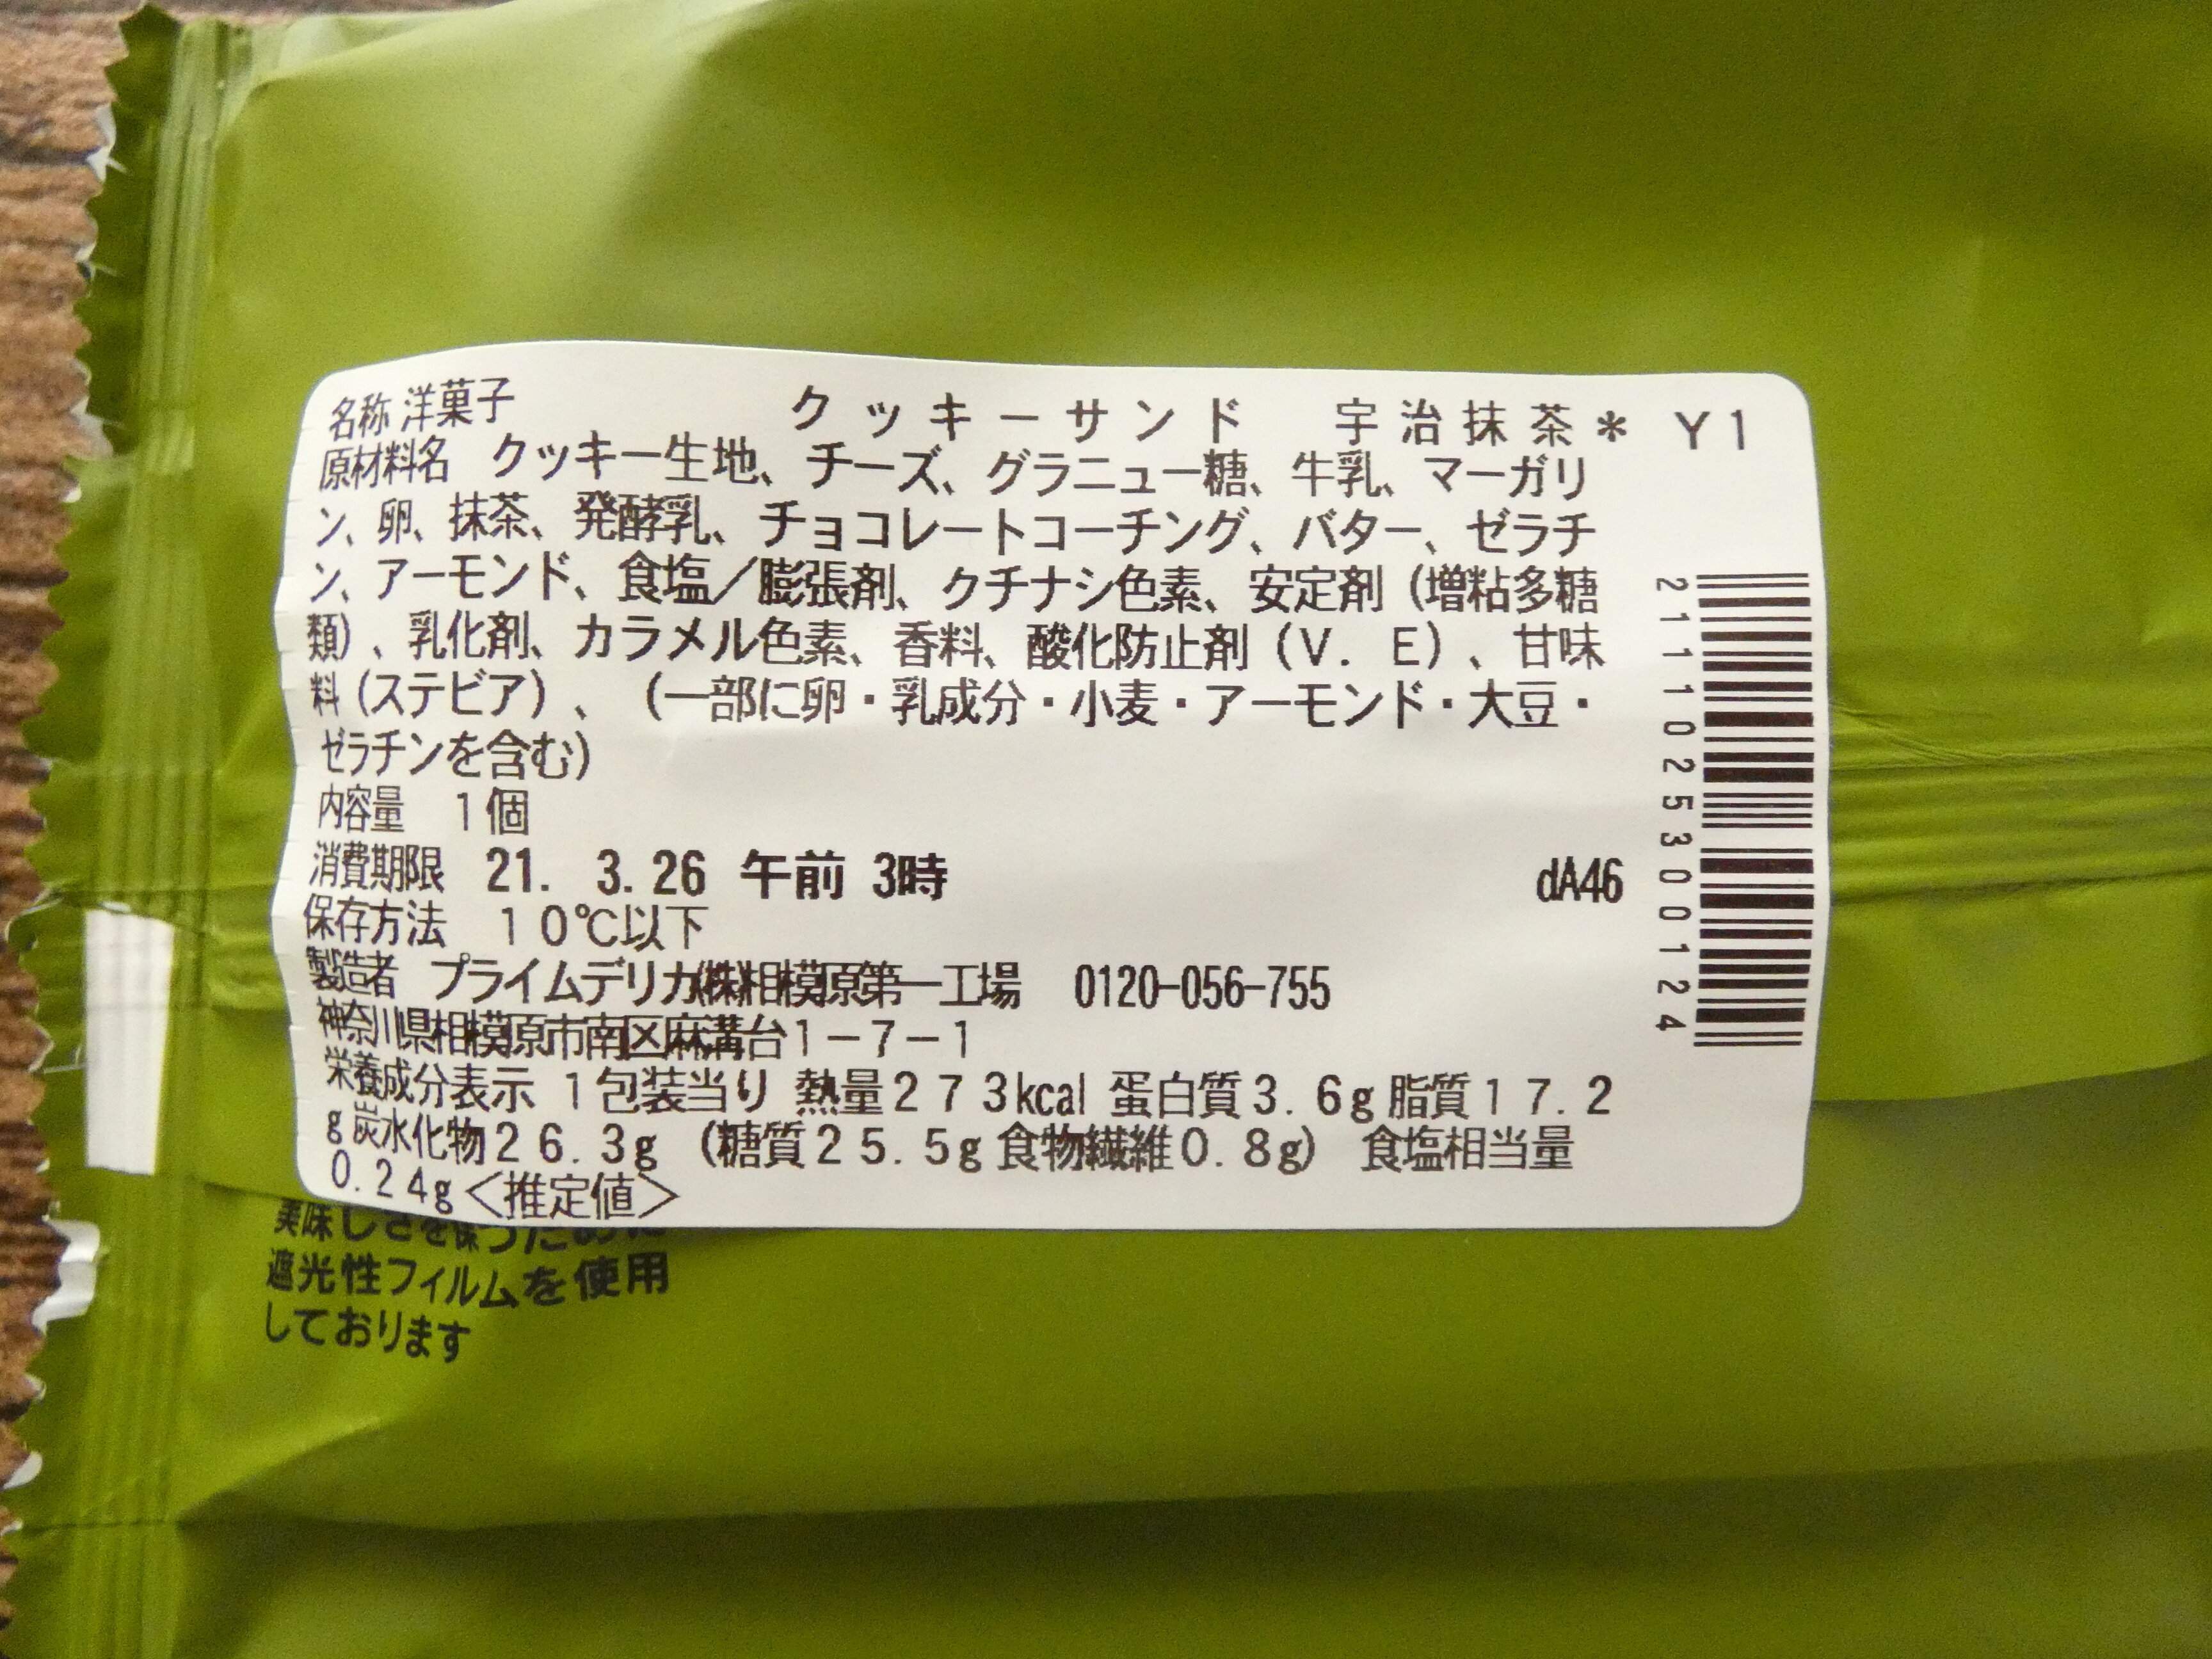 名称 洋菓子 クッキーサンド 宇治抹茶* Y1
原材料名 クッキー生地、チーズ、グラニュー糖、牛乳、マーガリ
ン、卵、抹茶、発酵乳、チョコレートコーチング、バター、ゼラチ
ン、アーモンド、食塩／膨張剤、クチナシ色素、安定剤（増粘多糖
類）、乳化剤、カラメル色素、香料、酸化防止剤（V．E）、甘味
料（ステビア）、（一部に卵・乳成分・小麦・アーモンド・大豆・
ゼラチンを含む）
内容量 1個
消費期限 21. 3.26 午前 3時 dA46
保存方法 10℃以下
製造者 プライムデリカ㈱相模原第一工場 0120-056-755
神奈川県相模原市南区麻溝台1－7－1
栄養成分表示 1包装当り 熱量273kcal 蛋白質3.6g 脂質17.2
g 炭水化物26.3g （糖質25.5g 食物繊維0.8g） 食塩相当量
0.24g＜推定値＞
2111025300124
美味しさを保つために
遮光性フィルムを使用
しております